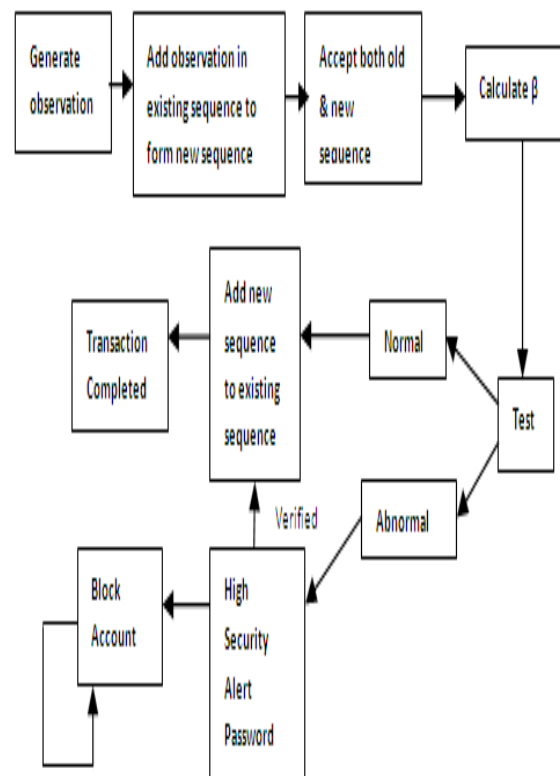 Generate
observation
Add observation in
existing sequence to
form new sequence
Accept both old
& new
sequence
Calculate β
Add new
sequence
to existing
sequence
Transaction
Completed
Normal
Test
Abnormal
Verified
Block
Account
High
Security
Alert
Password